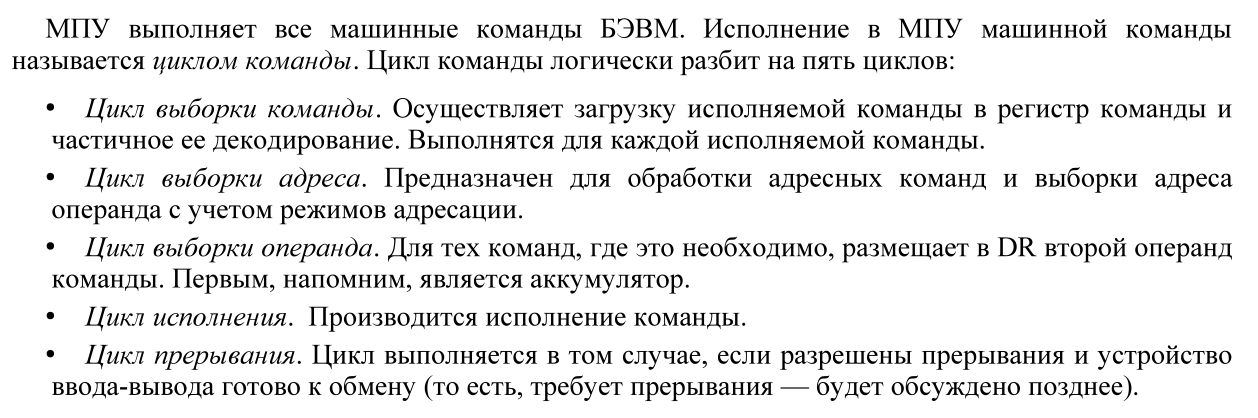 МПУ выполняет все машинные команды БЭВМ. Исполнение в МПУ машинной команды
называется циклом команды. Цикл команды логически разбит на пять циклов:
• Цикл выборки команды. Осуществляет загрузку исполняемой команды в регистр команды и
частичное ее декодирование. Выполнятся для каждой исполняемой команды.
• Цикл выборки адреса. Предназначен для обработки адресных команд и выборки адреса
операнда с учетом режимов адресации.
• Цикл выборки операнда. Для тех команд, где это необходимо, размещает в DR второй операнд
команды. Первым, напомним, является аккумулятор.
• Цикл исполнения. Производится исполнение команды.
• Цикл прерывания. Цикл выполняется в том случае, если разрешены прерывания и устройство
ввода-вывода готово к обмену (то есть, требует прерывания — будет обсуждено позднее).